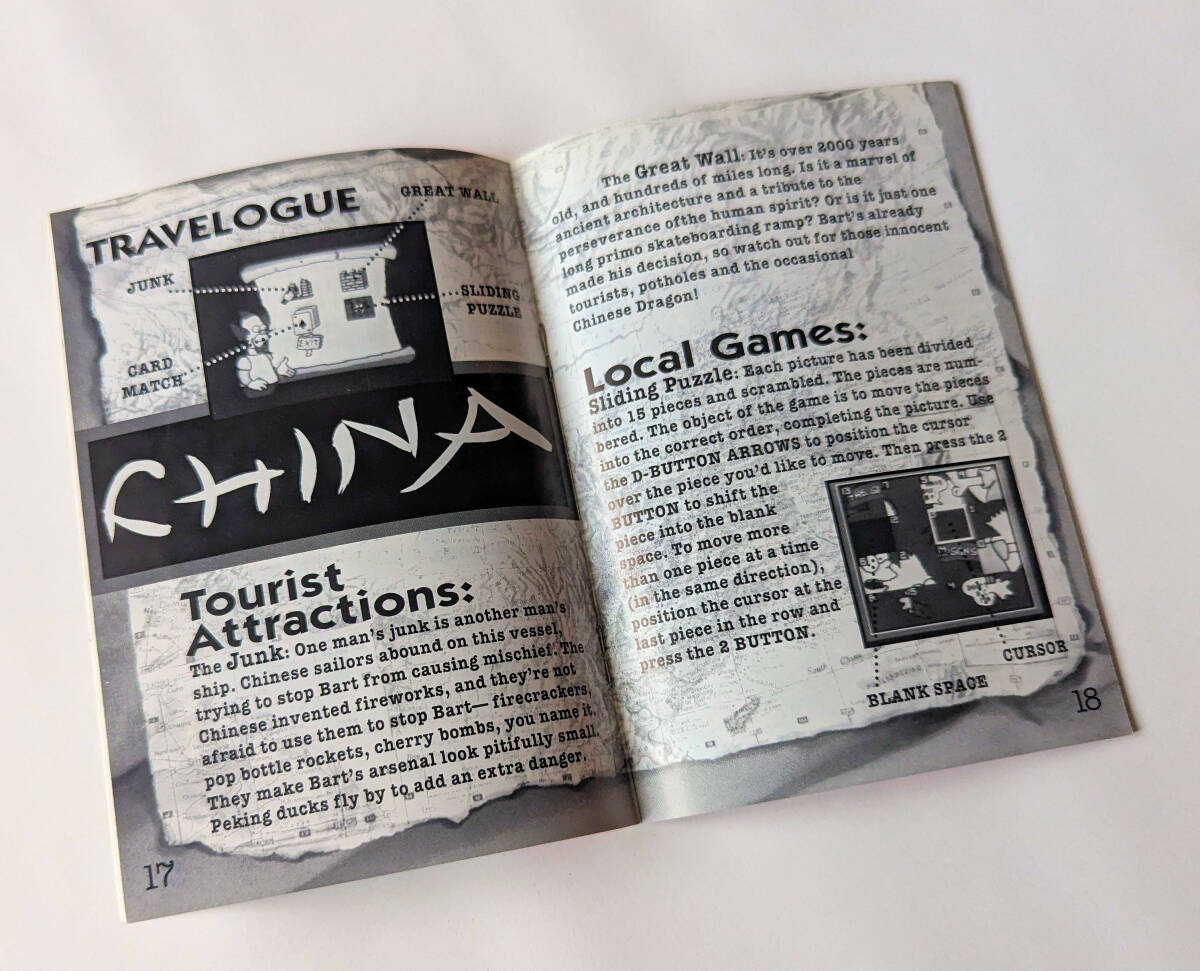 TRAVELOGUE
GREAT WALL
JUNK
SLIDING
PUZZLE
CARD
MATCH
EXIT
CHINA
Tourist
Attractions:
The Junk: One man's junk is another man's
ship. Chinese sailors abound on this vessel,
trying to stop Bart from causing mischief. The
Chinese invented fireworks, and they're not
afraid to use them to stop Bart— firecrackers,
pop bottle rockets, cherry bombs, you name it.
They make Bart's arsenal look pitifully small.
Peking ducks fly by to add an extra danger.
17
The Great Wall: It's over 2000 years
old, and hundreds of miles long. Is it a marvel of
ancient architecture and a tribute to the
perseverance ofthe human spirit? Or is it just one
long primo skateboarding ramp? Bart's already
made his decision, so watch out for those innocent
tourists, potholes and the occasional
Chinese Dragon!
Local Games:
Sliding Puzzle: Each picture has been divided
into 15 pieces and scrambled. The pieces are num-
bered. The object of the game is to move the pieces
into the correct order, completing the picture. Use
the D-BUTTON ARROWS to position the cursor
over the piece you'd like to move. Then press the 2
BUTTON to shift the
piece into the blank
space. To move more
than one piece at a time
(in the same direction),
position the cursor at the
last piece in the row and
press the 2 BUTTON.
CURSOR
BLANK SPACE
18